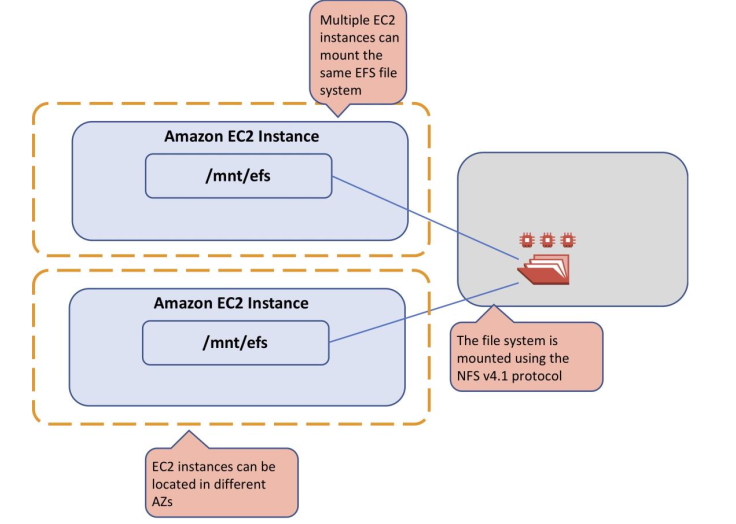 Multiple EC2
instances can
mount the
same EFS file
system
Amazon EC2 Instance
/mnt/efs
Amazon EC2 Instance
/mnt/efs
The file system is
mounted using the
NFS v4.1 protocol
EC2 instances can be
located in different
AZs